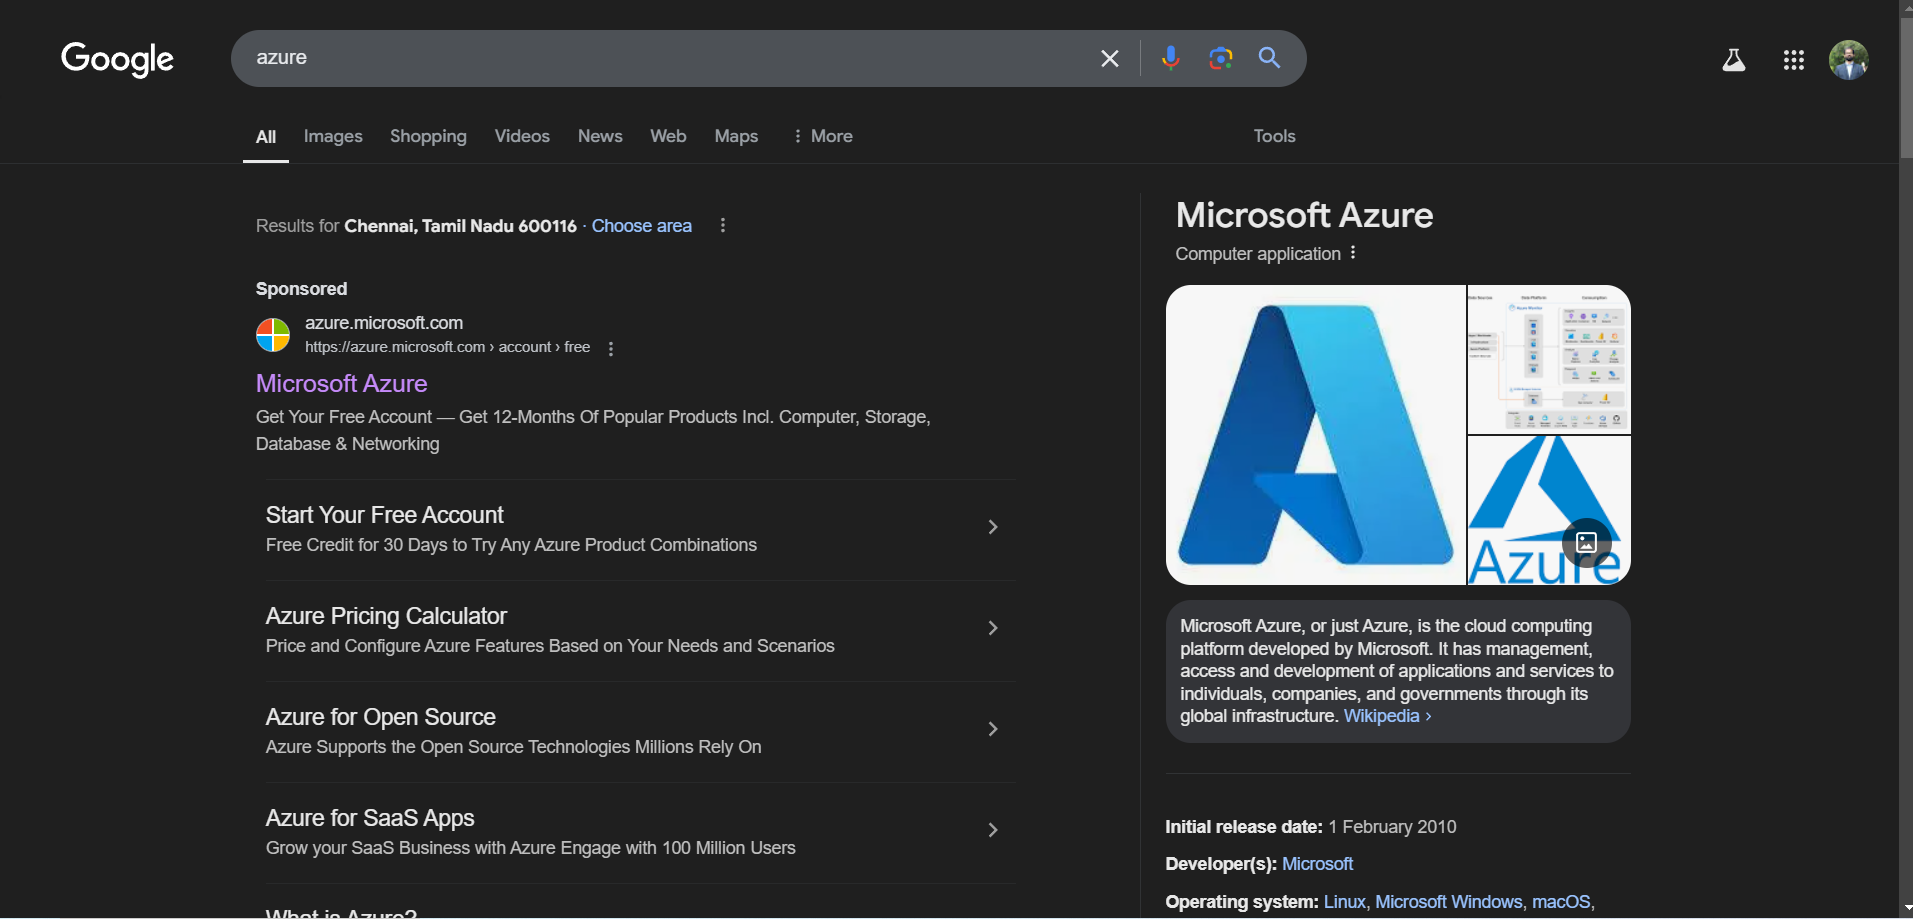 Google
azure
All
Images
Shopping
Videos
News
Web
Maps
More
Tools
Results for Chennai, Tamil Nadu 600116 · Choose area
Sponsored
azure.microsoft.com
https://azure.microsoft.com › account › free
Microsoft Azure
Get Your Free Account — Get 12-Months Of Popular Products Incl. Computer, Storage,
Database & Networking
Start Your Free Account
Free Credit for 30 Days to Try Any Azure Product Combinations
Azure Pricing Calculator
Price and Configure Azure Features Based on Your Needs and Scenarios
Azure for Open Source
Azure Supports the Open Source Technologies Millions Rely On
Azure for SaaS Apps
Grow your SaaS Business with Azure Engage with 100 Million Users
What is Azure?
Microsoft Azure
Computer application
Azure
Microsoft Azure, or just Azure, is the cloud computing
platform developed by Microsoft. It has management,
access and development of applications and services to
individuals, companies, and governments through its
global infrastructure. Wikipedia ›
Initial release date: 1 February 2010
Developer(s): Microsoft
Operating system: Linux, Microsoft Windows, macOS,